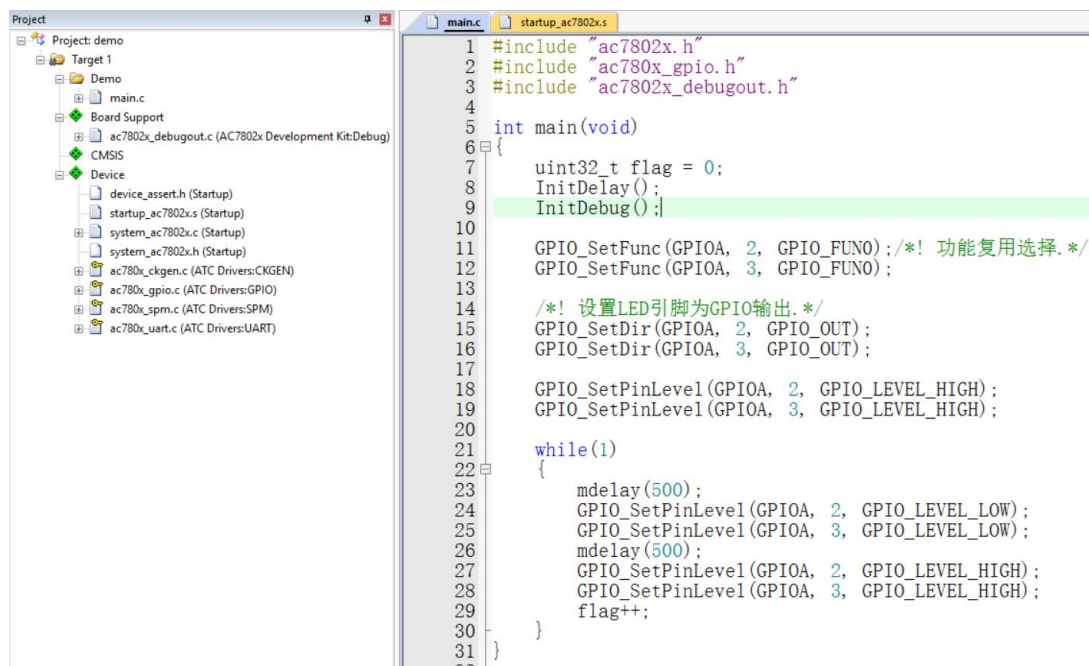 Project
Project: demo
Target 1
Demo
main.c
Board Support
ac7802x_debugout.c (AC7802x Development Kit:Debug)
CMSIS
Device
device_assert.h (Startup)
startup_ac7802x.s (Startup)
system_ac7802x.c (Startup)
system_ac7802x.h (Startup)
ac780x_ckgen.c (ATC Drivers:CKGEN)
ac780x_gpio.c (ATC Drivers:GPIO)
ac780x_spm.c (ATC Drivers:SPM)
ac780x_uart.c (ATC Drivers:UART)
main.c startup_ac7802x.s
1 #include "ac7802x.h"
2 #include "ac780x_gpio.h"
3 #include "ac7802x_debugout.h"
4
5 int main(void)
6 {
7 uint32_t flag = 0;
8 InitDelay();
9 InitDebug();
10
11 GPIO_SetFunc(GPIOA, 2, GPIO_FUN0);/*! 功能复用选择.*/
12 GPIO_SetFunc(GPIOA, 3, GPIO_FUN0);
13
14 /*! 设置LED引脚为GPIO输出.*/
15 GPIO_SetDir(GPIOA, 2, GPIO_OUT);
16 GPIO_SetDir(GPIOA, 3, GPIO_OUT);
17
18 GPIO_SetPinLevel(GPIOA, 2, GPIO_LEVEL_HIGH);
19 GPIO_SetPinLevel(GPIOA, 3, GPIO_LEVEL_HIGH);
20
21 while(1)
22 {
23 mdelay(500);
24 GPIO_SetPinLevel(GPIOA, 2, GPIO_LEVEL_LOW);
25 GPIO_SetPinLevel(GPIOA, 3, GPIO_LEVEL_LOW);
26 mdelay(500);
27 GPIO_SetPinLevel(GPIOA, 2, GPIO_LEVEL_HIGH);
28 GPIO_SetPinLevel(GPIOA, 3, GPIO_LEVEL_HIGH);
29 flag++;
30 }
31 }